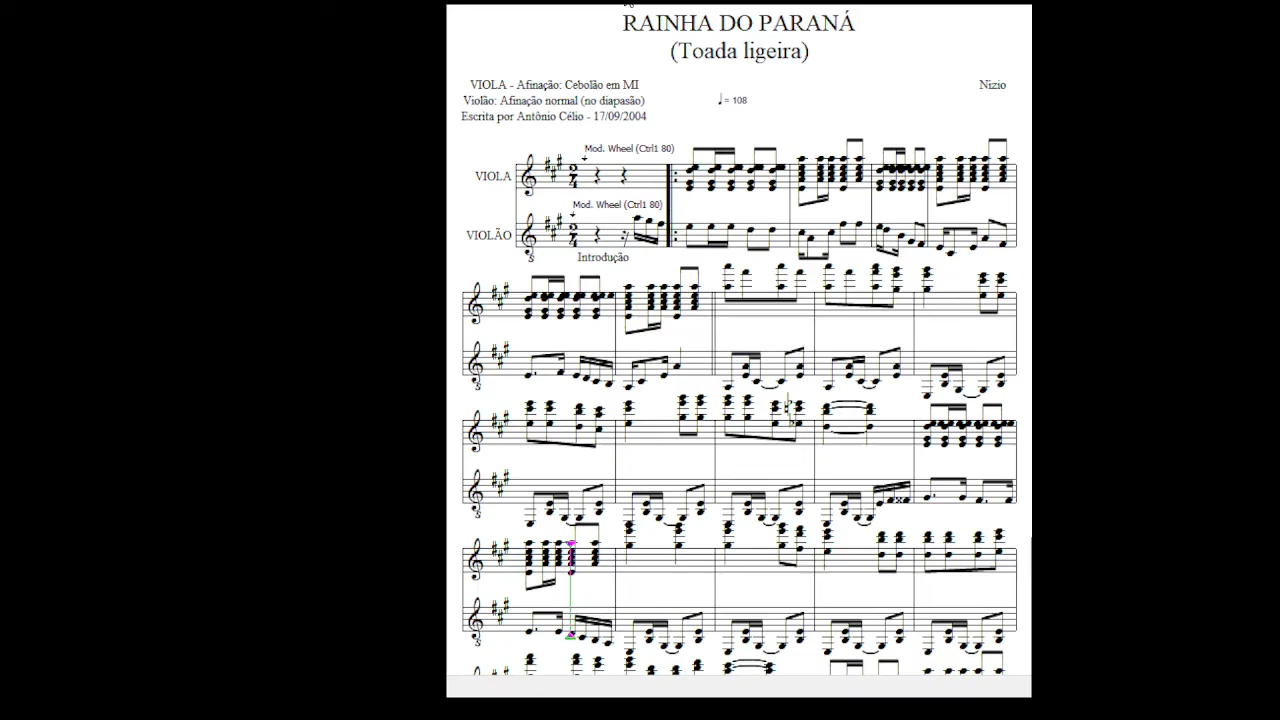 RAINHA DO PARANÁ
(Toada ligeira)
VIOLA - Afinação: Cebolão em MI
Nizio
Violão: Afinação normal (no diapasão)
♩ = 108
Escrita por Antônio Célio - 17/09/2004
Mod. Wheel (Ctrl1 80)
VIOLA
Mod. Wheel (Ctrl1 80)
VIOLÃO
Introdução